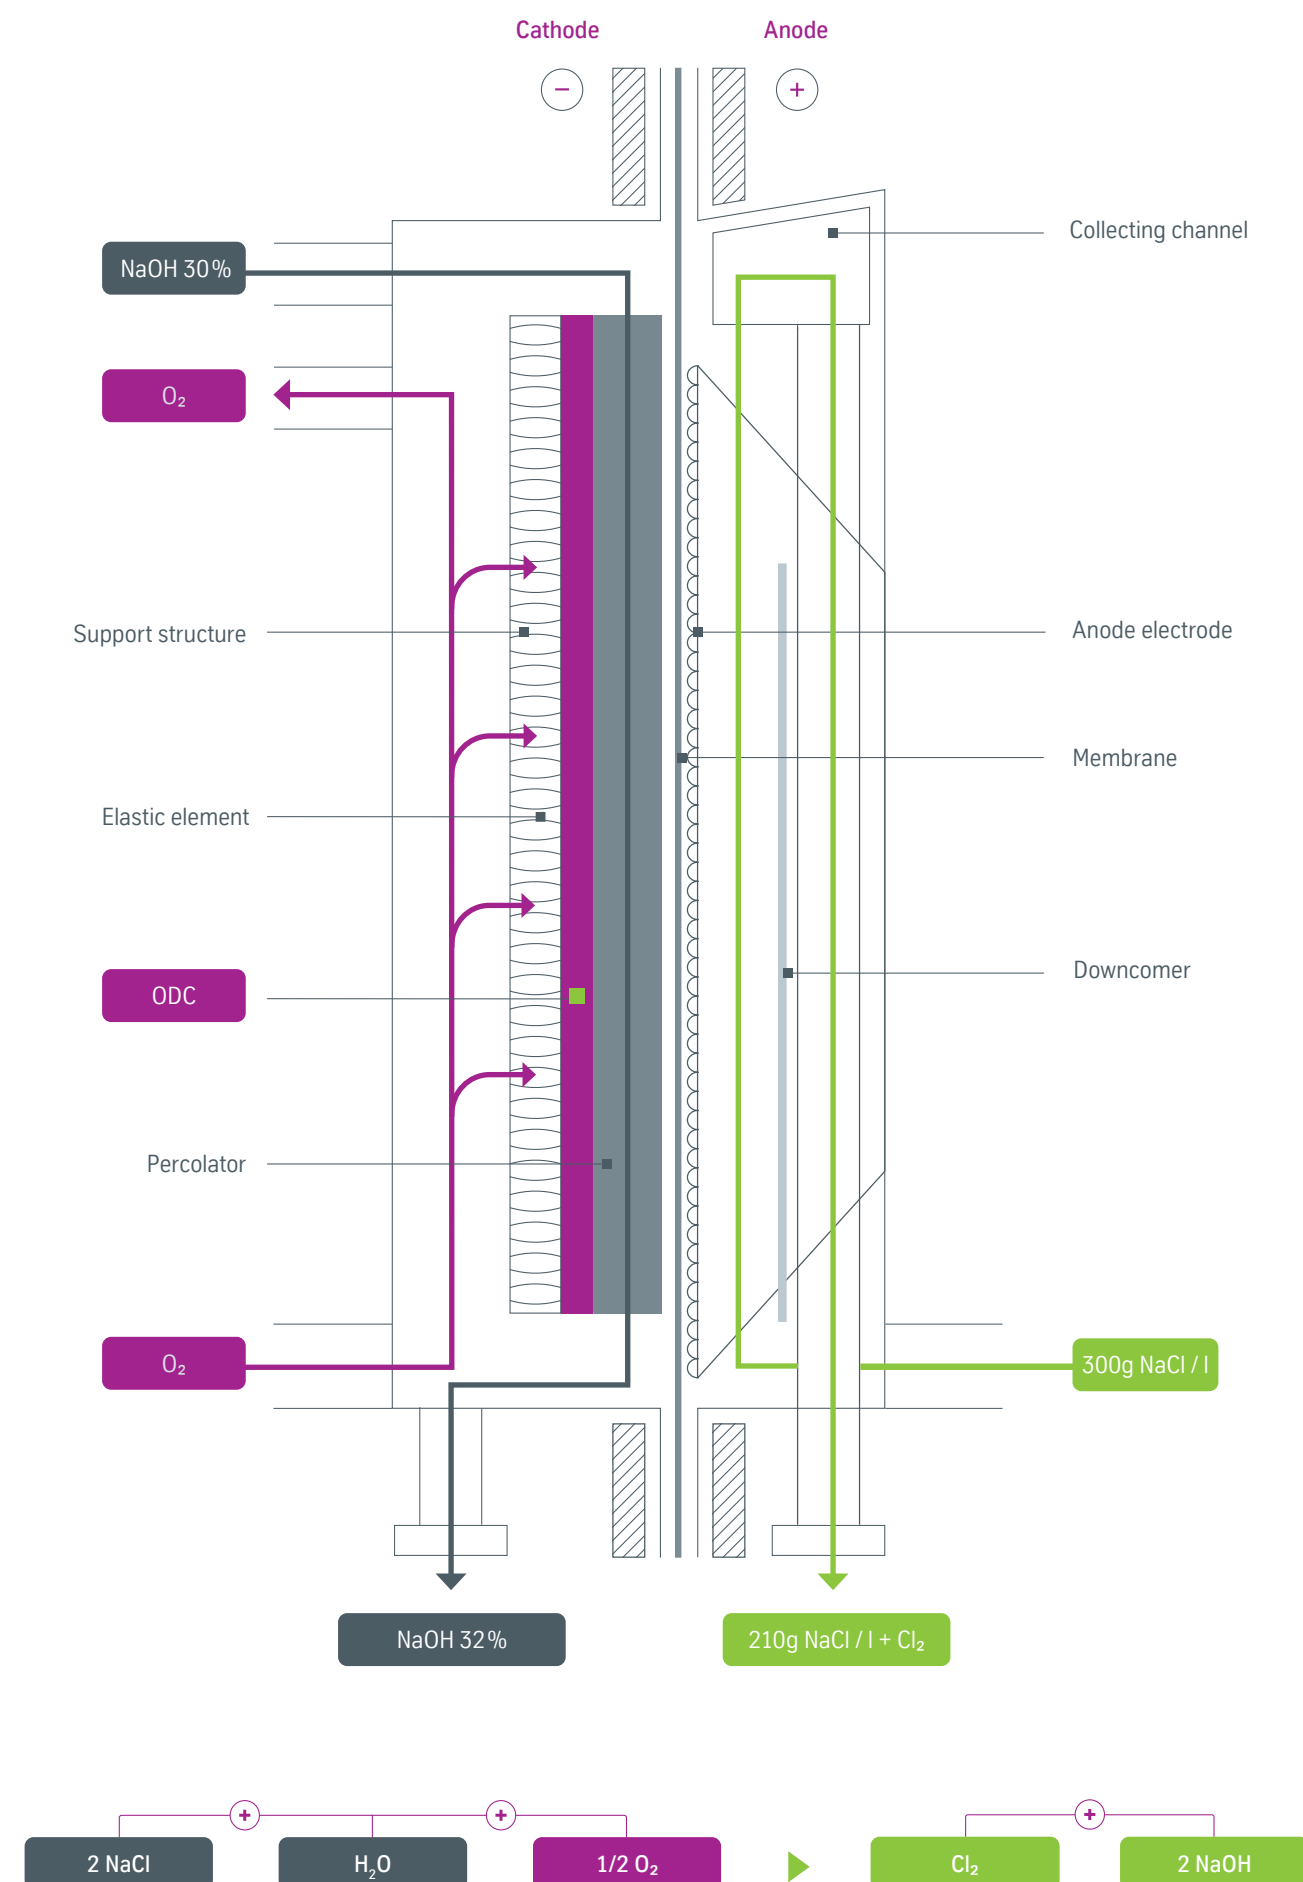 Cathode
Anode
−
+
Collecting channel
NaOH 30%
O₂
Support structure
Anode electrode
Membrane
Elastic element
Downcomer
ODC
Percolator
O₂
300g NaCl / l
NaOH 32%
210g NaCl / l + Cl₂
+
+
+
2 NaCl
H₂O
1/2 O₂
Cl₂
2 NaOH